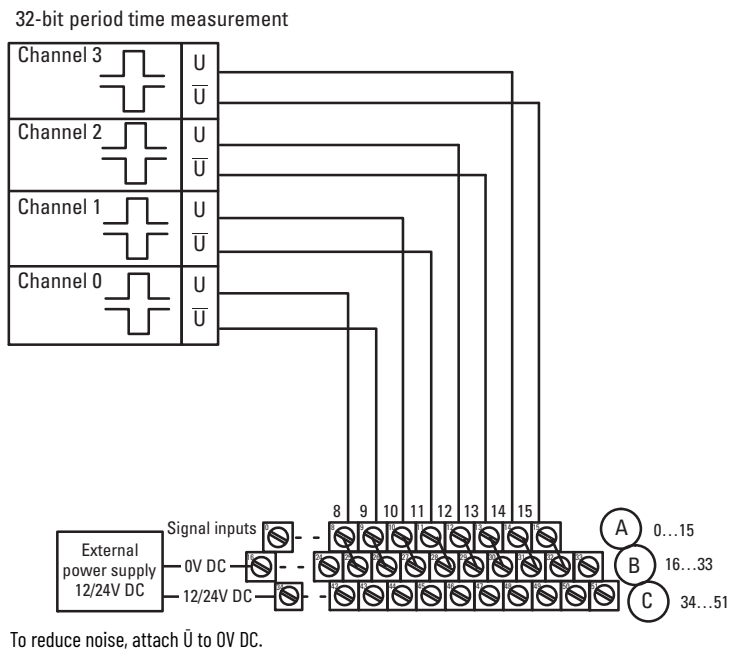 32-bit period time measurement
Channel 3
U
Ū
Channel 2
U
Ū
Channel 1
U
Ū
Channel 0
U
Ū
8 9 10 11 12 13 14 15
Signal inputs
A
0...15
External
power supply
12/24V DC
0V DC
B
16...33
12/24V DC
C
34...51
To reduce noise, attach Ū to 0V DC.